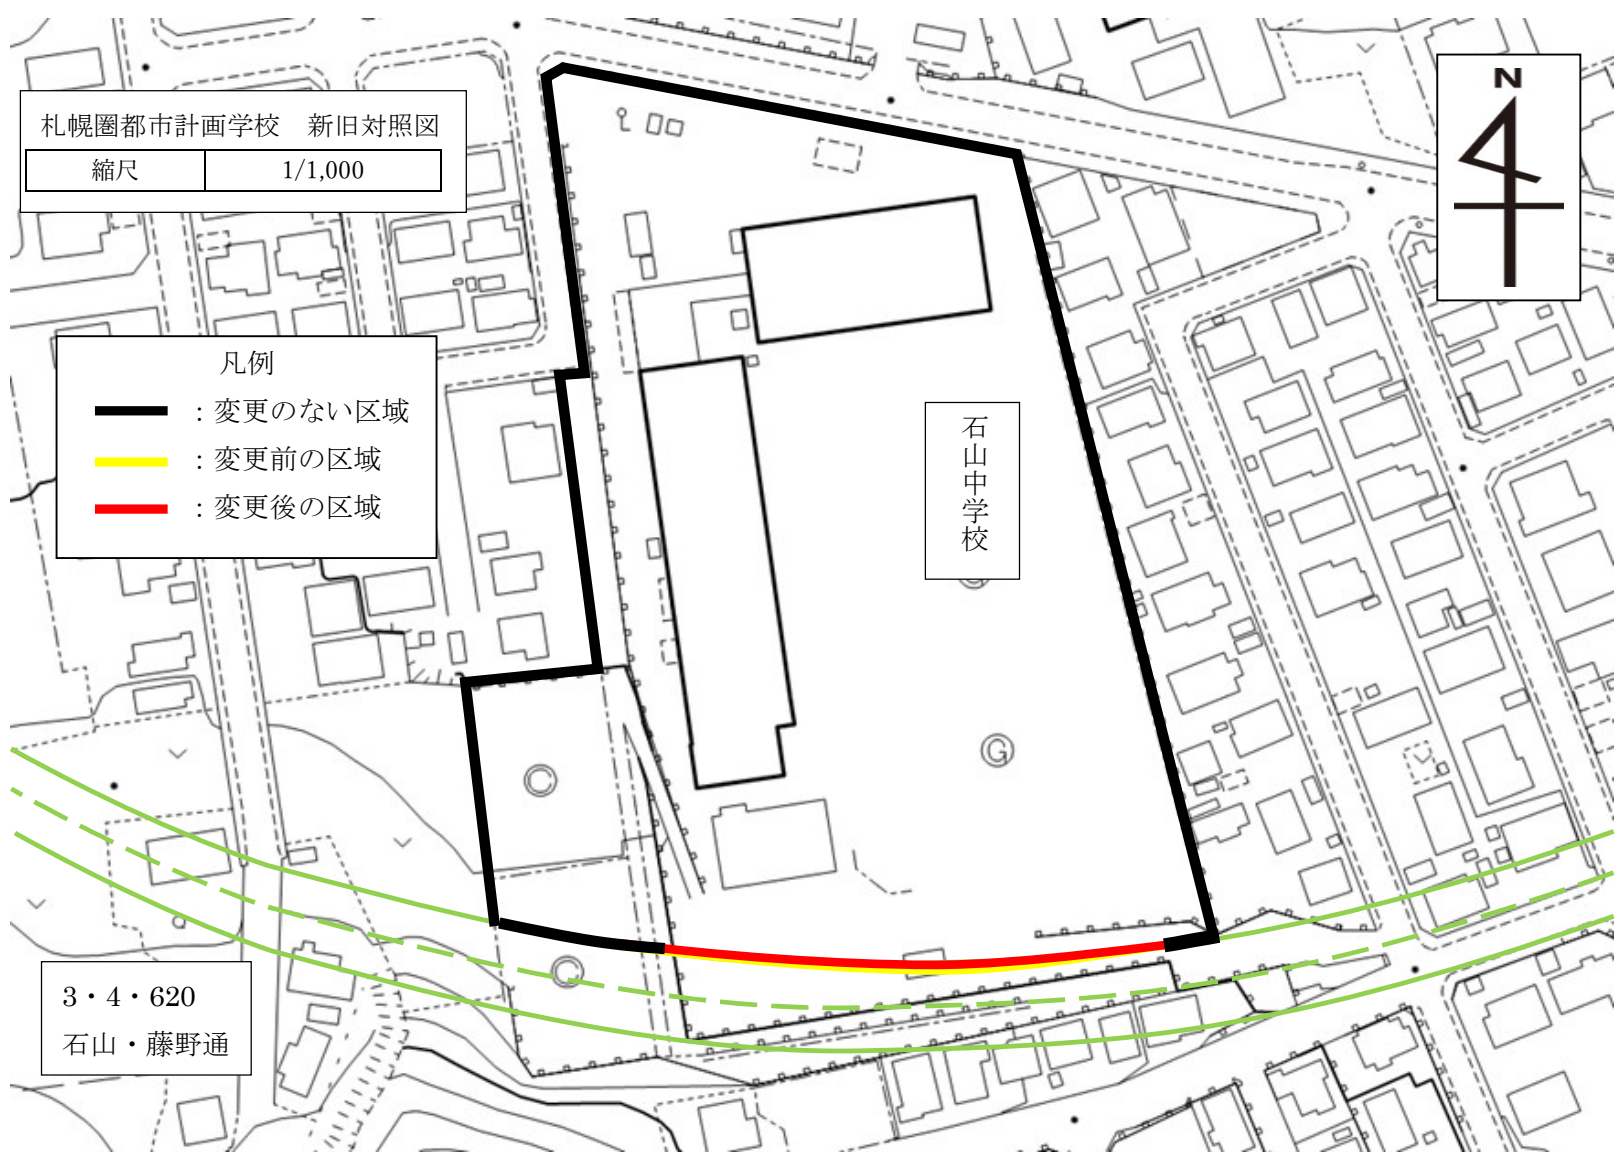 札幌圏都市計画学校　新旧対照図
縮尺 1/1,000
N
凡例
：変更のない区域
：変更前の区域
：変更後の区域
石山中学校
G
3・4・620
石山・藤野通